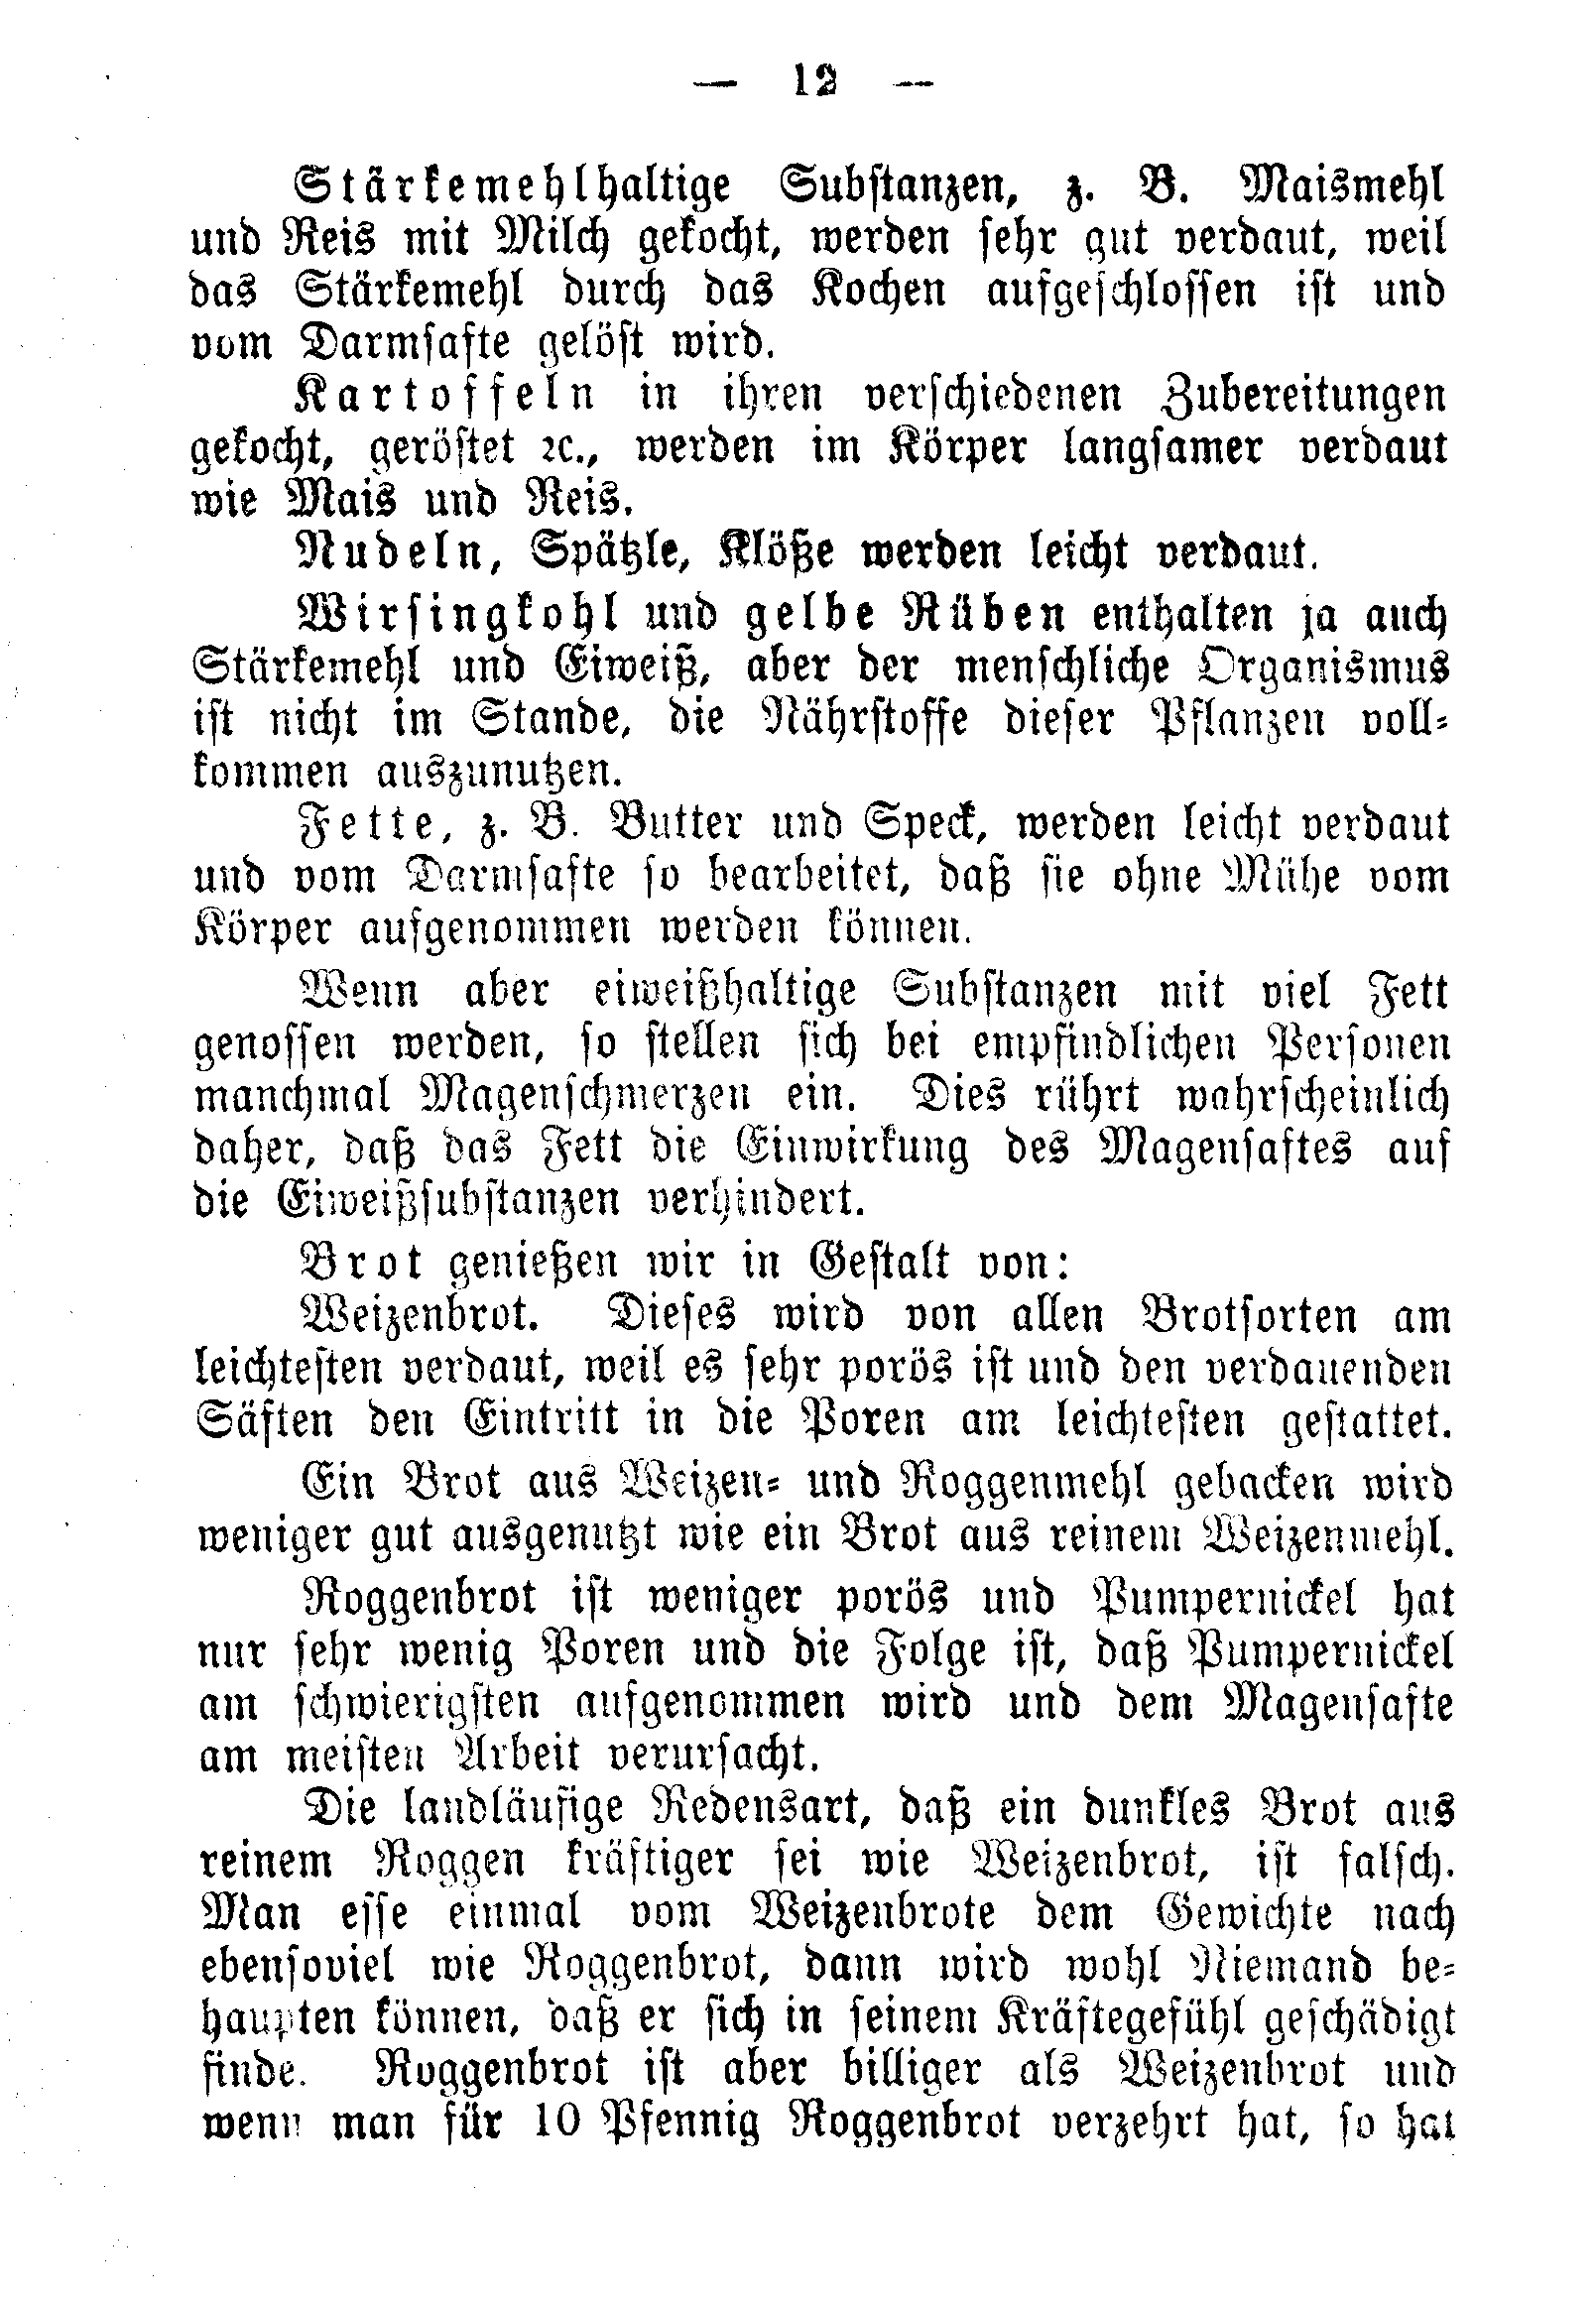 — 12 —
Stärkemehlhaltige Substanzen, z. B. Maismehl
und Reis mit Milch gekocht, werden sehr gut verdaut, weil
das Stärkemehl durch das Kochen aufgeschlossen ist und
vom Darmsafte gelöst wird.
Kartoffeln in ihren verschiedenen Zubereitungen
gekocht, geröstet ꝛc., werden im Körper langsamer verdaut
wie Mais und Reis.
Nudeln, Spätzle, Klöße werden leicht verdaut.
Wirsingkohl und gelbe Rüben enthalten ja auch
Stärkemehl und Eiweiß, aber der menschliche Organismus
ist nicht im Stande, die Nährstoffe dieser Pflanzen voll-
kommen auszunutzen.
Fette, z. B. Butter und Speck, werden leicht verdaut
und vom Darmsafte so bearbeitet, daß sie ohne Mühe vom
Körper aufgenommen werden können.
Wenn aber eiweißhaltige Substanzen mit viel Fett
genossen werden, so stellen sich bei empfindlichen Personen
manchmal Magenschmerzen ein. Dies rührt wahrscheinlich
daher, daß das Fett die Einwirkung des Magensaftes auf
die Eiweißsubstanzen verhindert.
Brot genießen wir in Gestalt von:
Weizenbrot. Dieses wird von allen Brotsorten am
leichtesten verdaut, weil es sehr porös ist und den verdauenden
Säften den Eintritt in die Poren am leichtesten gestattet.
Ein Brot aus Weizen- und Roggenmehl gebacken wird
weniger gut ausgenutzt wie ein Brot aus reinem Weizenmehl.
Roggenbrot ist weniger porös und Pumpernickel hat
nur sehr wenig Poren und die Folge ist, daß Pumpernickel
am schwierigsten aufgenommen wird und dem Magensafte
am meisten Arbeit verursacht.
Die landläufige Redensart, daß ein dunkles Brot aus
reinem Roggen kräftiger sei wie Weizenbrot, ist falsch.
Man esse einmal vom Weizenbrote dem Gewichte nach
ebensoviel wie Roggenbrot, dann wird wohl Niemand be-
haupten können, daß er sich in seinem Kräftegefühl geschädigt
finde. Roggenbrot ist aber billiger als Weizenbrot und
wenn man für 10 Pfennig Roggenbrot verzehrt hat, so hat